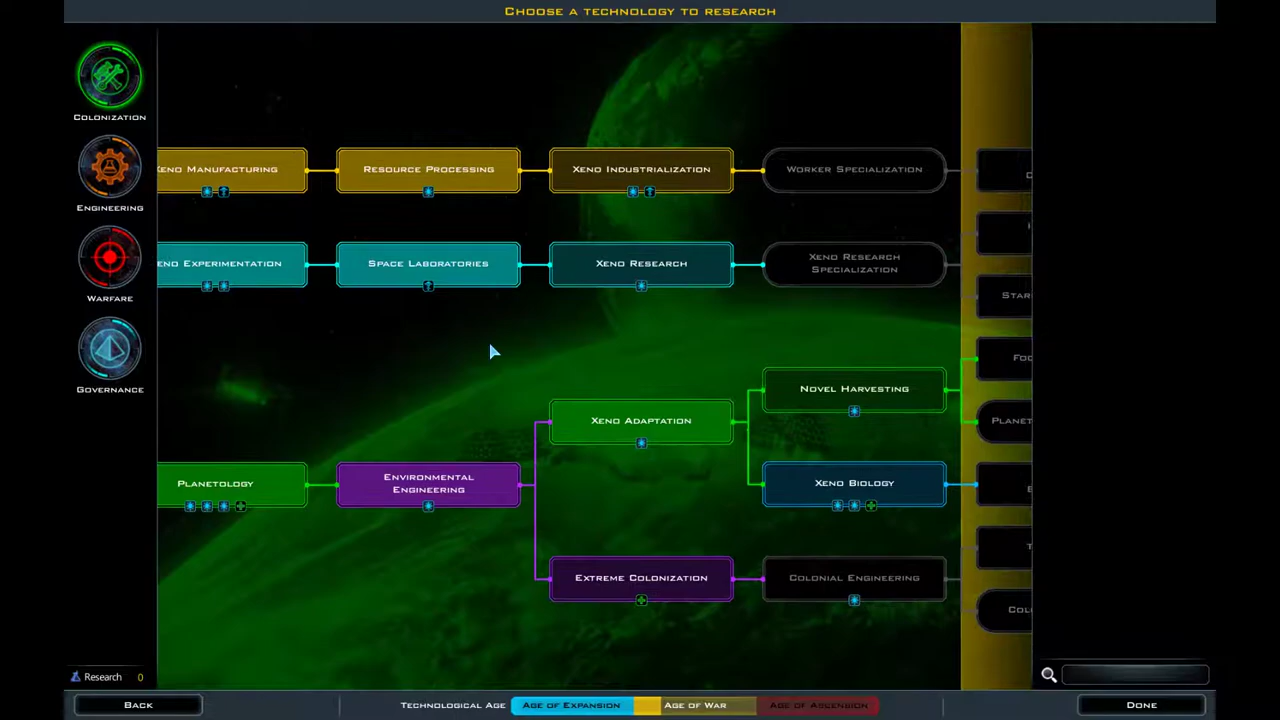 Choose a technology to research
Colonization
Engineering
Warfare
Governance
Xeno Manufacturing
Resource Processing
Xeno Industrialization
Worker Specialization
Xeno Experimentation
Space Laboratories
Xeno Research
Xeno Research
Specialization
Novel Harvesting
Xeno Adaptation
Planetology
Environmental
Engineering
Xeno Biology
Extreme Colonization
Colonial Engineering
Research 0
Back
Technological Age
Age of Expansion
Age of War
Age of Ascension
Done